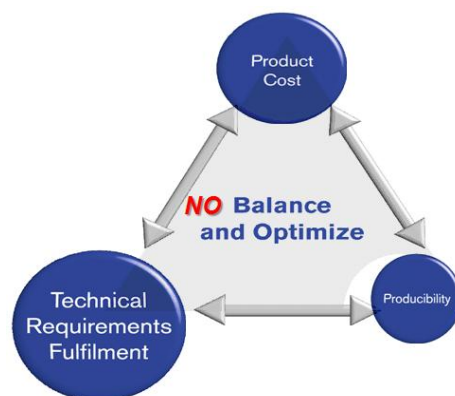 Product
Cost
NO Balance
and Optimize
Technical
Requirements
Fulfilment
Producibility